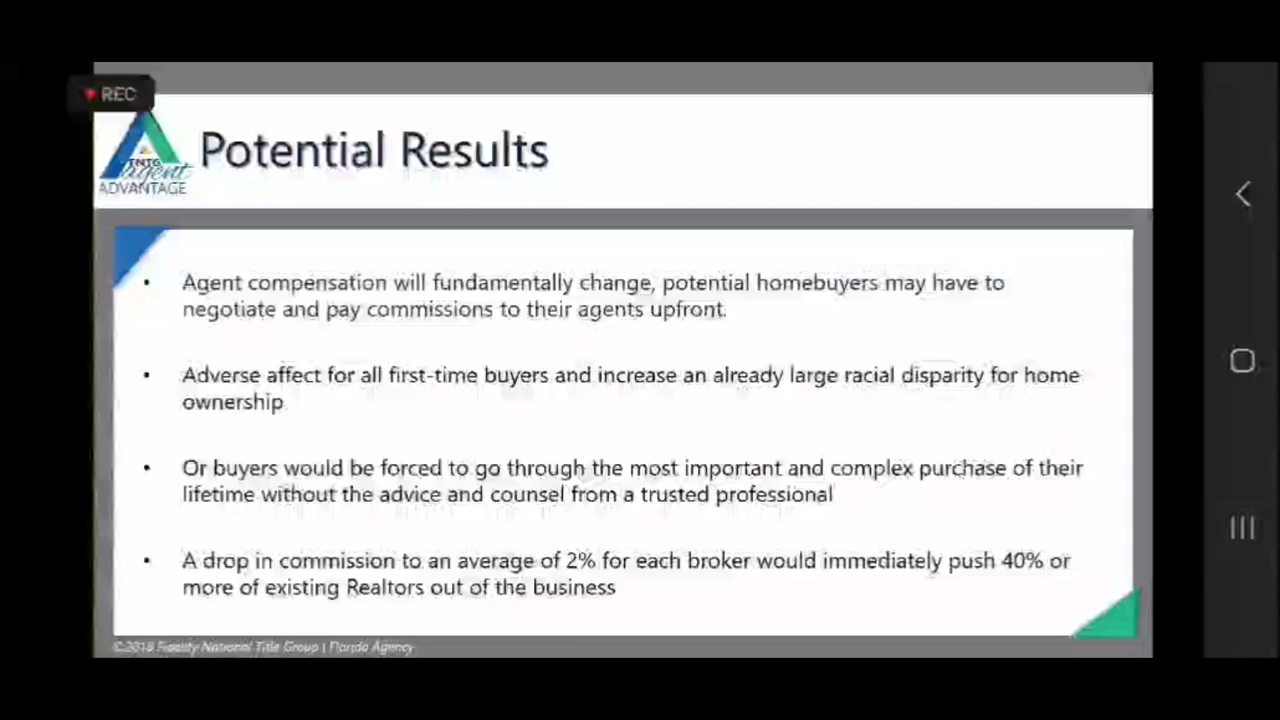 REC
FNTG
agent
ADVANTAGE
Potential Results
• Agent compensation will fundamentally change, potential homebuyers may have to
negotiate and pay commissions to their agents upfront.
• Adverse affect for all first-time buyers and increase an already large racial disparity for home
ownership
• Or buyers would be forced to go through the most important and complex purchase of their
lifetime without the advice and counsel from a trusted professional
• A drop in commission to an average of 2% for each broker would immediately push 40% or
more of existing Realtors out of the business
©2018 Fidelity National Title Group | Florida Agency